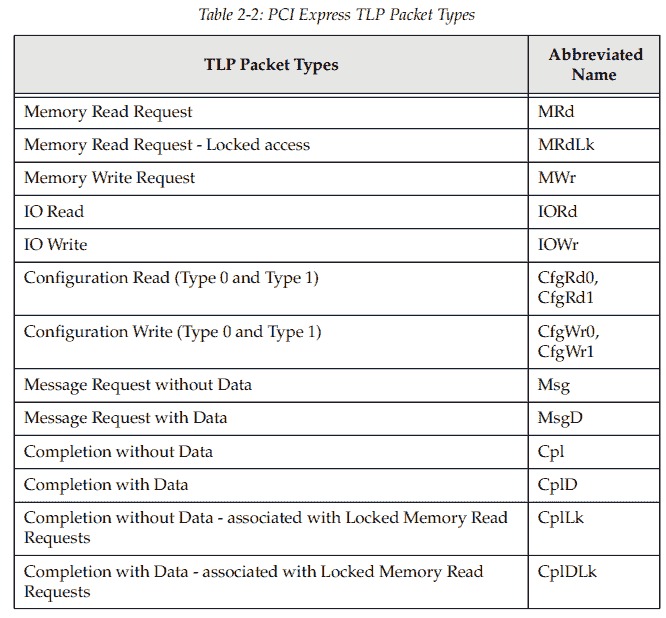 Table 2-2: PCI Express TLP Packet Types
TLP Packet Types
Abbreviated
Name
Memory Read Request
MRd
Memory Read Request - Locked access
MRdLk
Memory Write Request
MWr
IO Read
IORd
IO Write
IOWr
Configuration Read (Type 0 and Type 1)
CfgRd0,
CfgRd1
Configuration Write (Type 0 and Type 1)
CfgWr0,
CfgWr1
Message Request without Data
Msg
Message Request with Data
MsgD
Completion without Data
Cpl
Completion with Data
CplD
Completion without Data - associated with Locked Memory Read
Requests
CplLk
Completion with Data - associated with Locked Memory Read
Requests
CplDLk